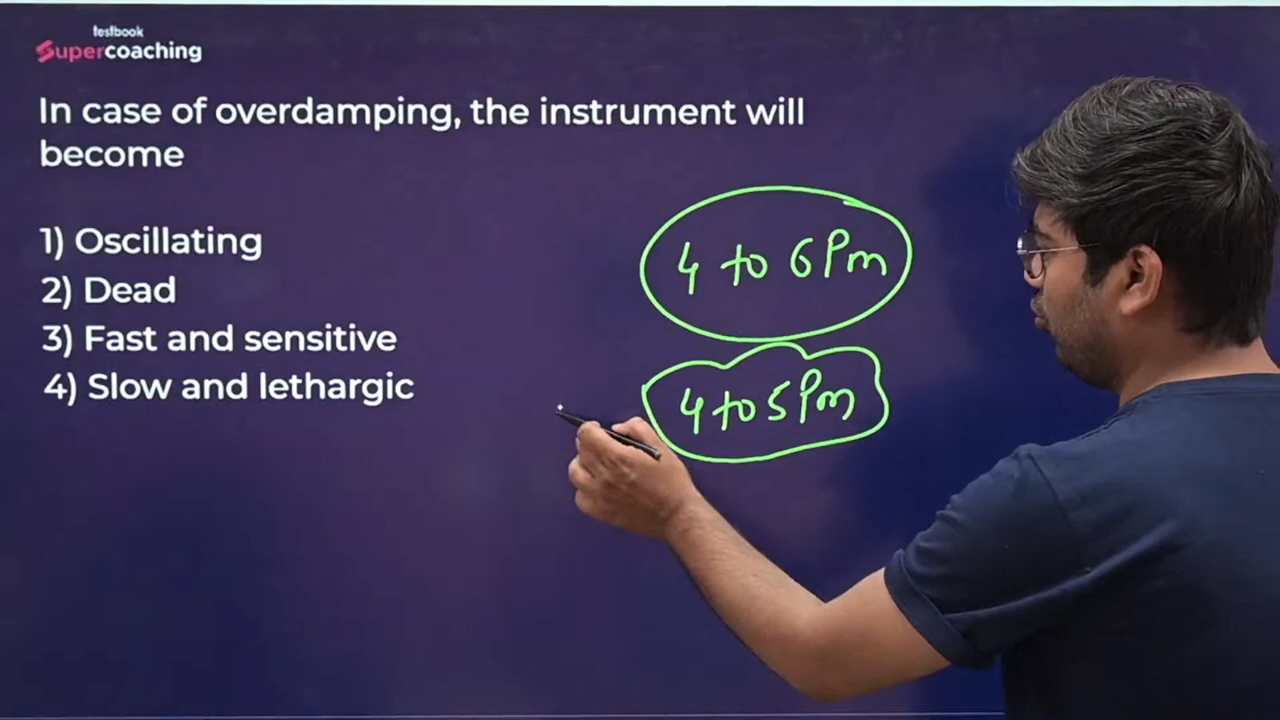 testbook
Supercoaching
In case of overdamping, the instrument will
become
1) Oscillating
2) Dead
3) Fast and sensitive
4) Slow and lethargic
4 to 6 Pm
4 to 5 Pm